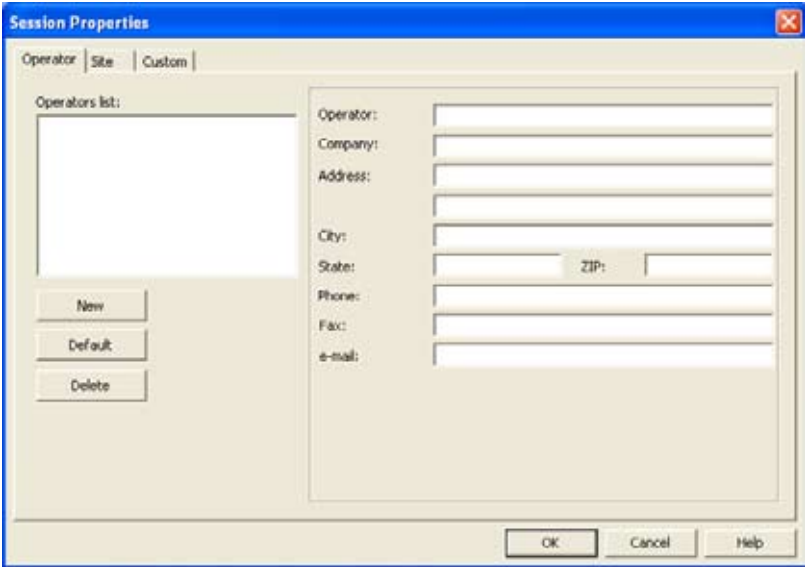 Session Properties
Operator Site Custom
Operators list:
New
Default
Delete
Operator:
Company:
Address:
City:
State: ZIP:
Phone:
Fax:
e-mail:
OK Cancel Help